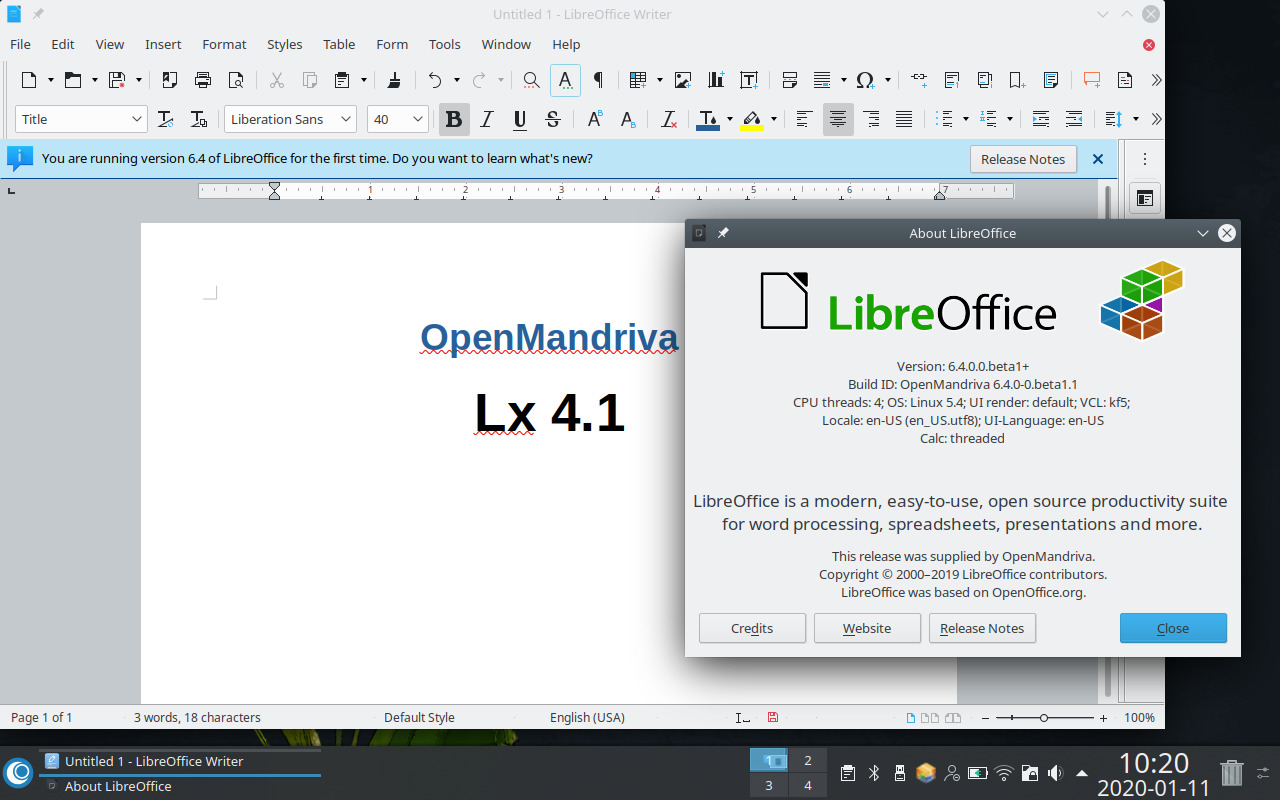 Untitled 1 - LibreOffice Writer
File Edit View Insert Format Styles Table Form Tools Window Help
Title Liberation Sans 40
You are running version 6.4 of LibreOffice for the first time. Do you want to learn what's new? Release Notes
1 2 3 4 5 6 7
OpenMandriva
Lx 4.1
About LibreOffice
LibreOffice
Version: 6.4.0.0.beta1+
Build ID: OpenMandriva 6.4.0-0.beta1.1
CPU threads: 4; OS: Linux 5.4; UI render: default; VCL: kf5;
Locale: en-US (en_US.utf8); UI-Language: en-US
Calc: threaded
LibreOffice is a modern, easy-to-use, open source productivity suite
for word processing, spreadsheets, presentations and more.
This release was supplied by OpenMandriva.
Copyright © 2000–2019 LibreOffice contributors.
LibreOffice was based on OpenOffice.org.
Credits Website Release Notes Close
Page 1 of 1 3 words, 18 characters Default Style English (USA) 100%
Untitled 1 - LibreOffice Writer
About LibreOffice
1 2
3 4
10:20
2020-01-11